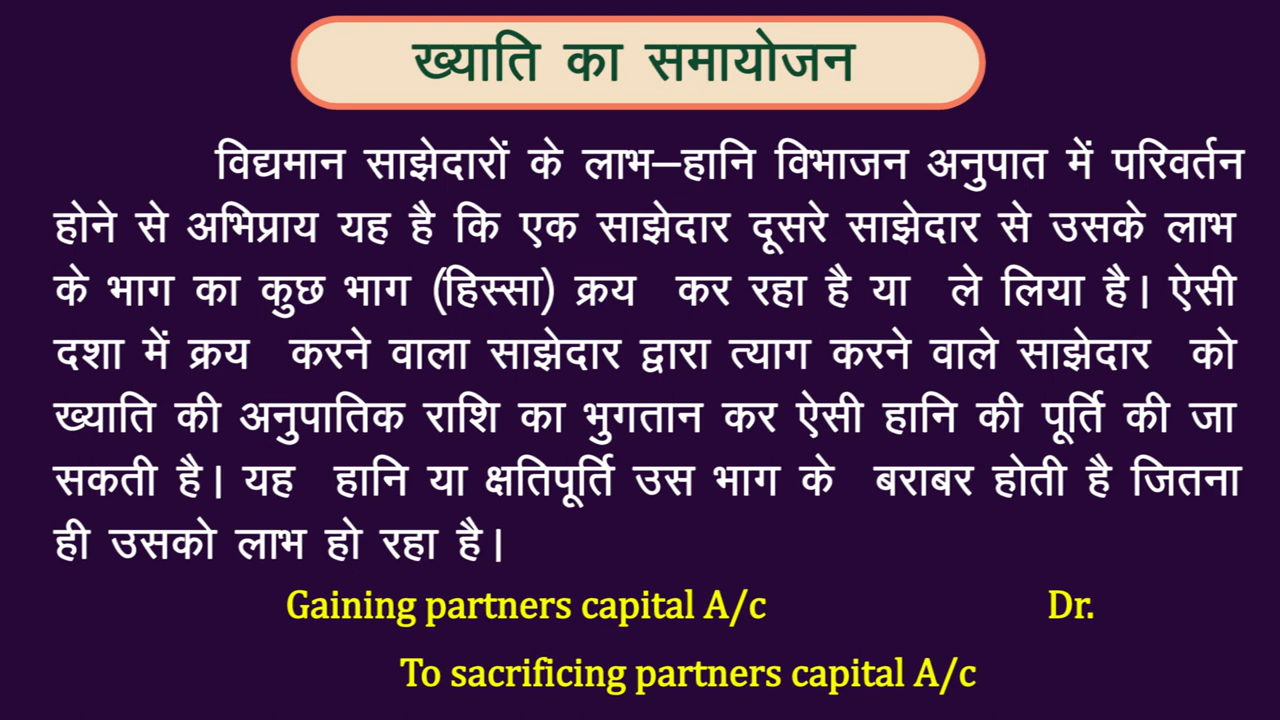 ख्याति का समायोजन
विद्यमान साझेदारों के लाभ–हानि विभाजन अनुपात में परिवर्तन
होने से अभिप्राय यह है कि एक साझेदार दूसरे साझेदार से उसके लाभ
के भाग का कुछ भाग (हिस्सा) क्रय कर रहा है या ले लिया है। ऐसी
दशा में क्रय करने वाला साझेदार द्वारा त्याग करने वाले साझेदार को
ख्याति की अनुपातिक राशि का भुगतान कर ऐसी हानि की पूर्ति की जा
सकती है। यह हानि या क्षतिपूर्ति उस भाग के बराबर होती है जितना
ही उसको लाभ हो रहा है।
Gaining partners capital A/c Dr.
To sacrificing partners capital A/c